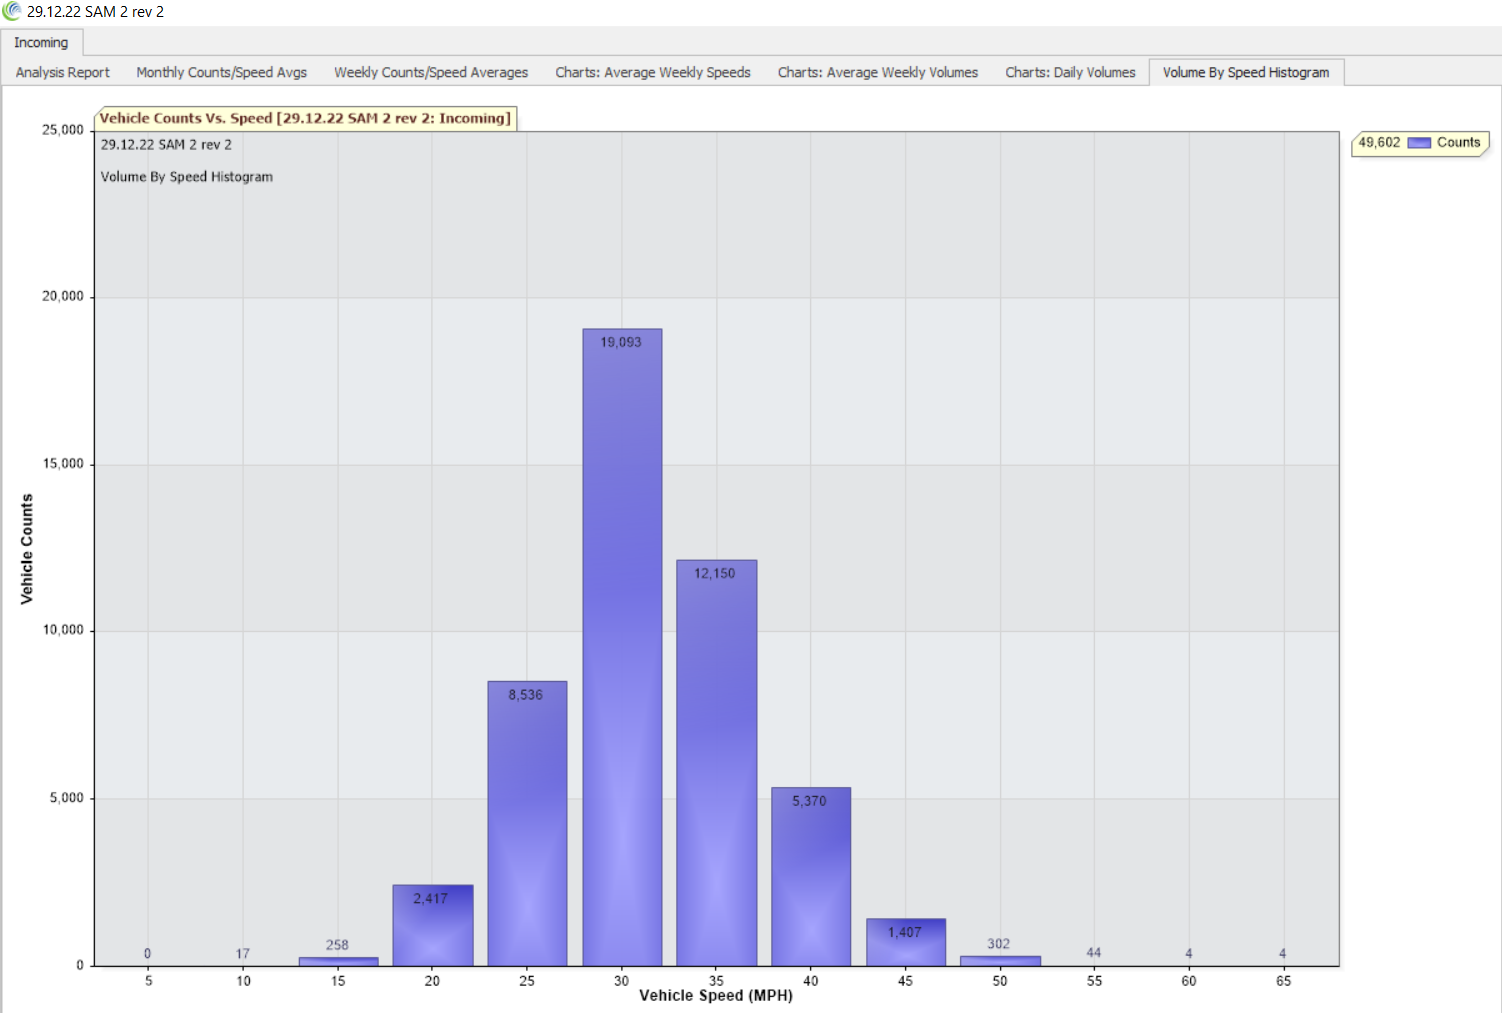 29.12.22 SAM 2 rev 2
Incoming
Analysis Report Monthly Counts/Speed Avgs Weekly Counts/Speed Averages Charts: Average Weekly Speeds Charts: Average Weekly Volumes Charts: Daily Volumes Volume By Speed Histogram
Vehicle Counts Vs. Speed [29.12.22 SAM 2 rev 2: Incoming]
29.12.22 SAM 2 rev 2
Volume By Speed Histogram
49,602 Counts
25,000
20,000
15,000
10,000
5,000
0
Vehicle Counts
0 17 258 2,417 8,536 19,093 12,150 5,370 1,407 302 44 4 4
5 10 15 20 25 30 35 40 45 50 55 60 65
Vehicle Speed (MPH)